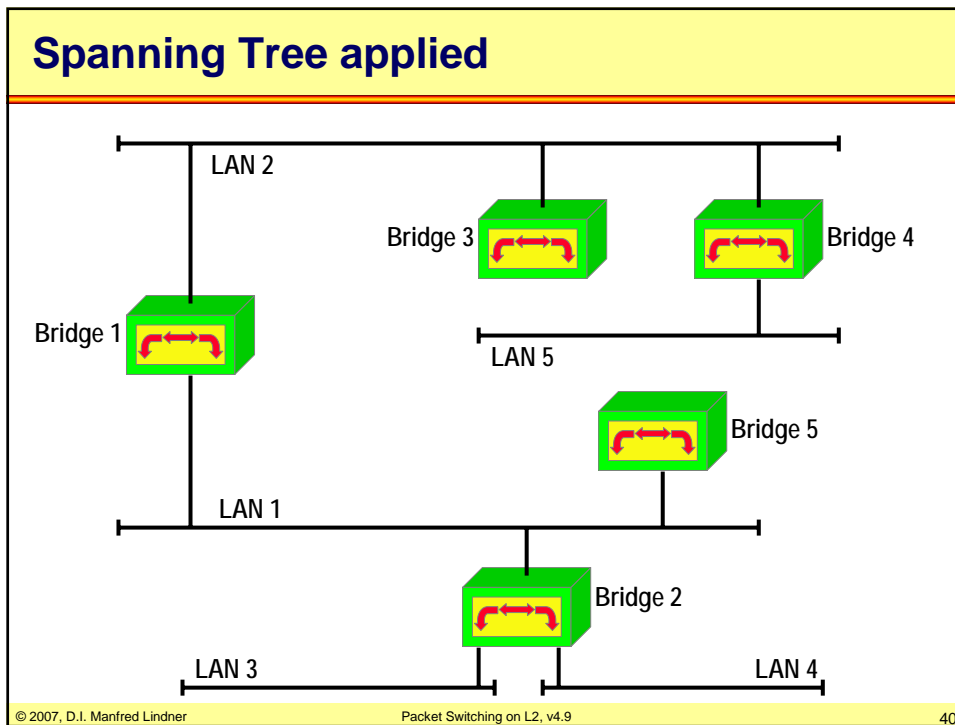 Spanning Tree applied
LAN 2
Bridge 3
Bridge 4
Bridge 1
LAN 5
Bridge 5
LAN 1
Bridge 2
LAN 3
LAN 4
© 2007, D.I. Manfred Lindner
Packet Switching on L2, v4.9
40